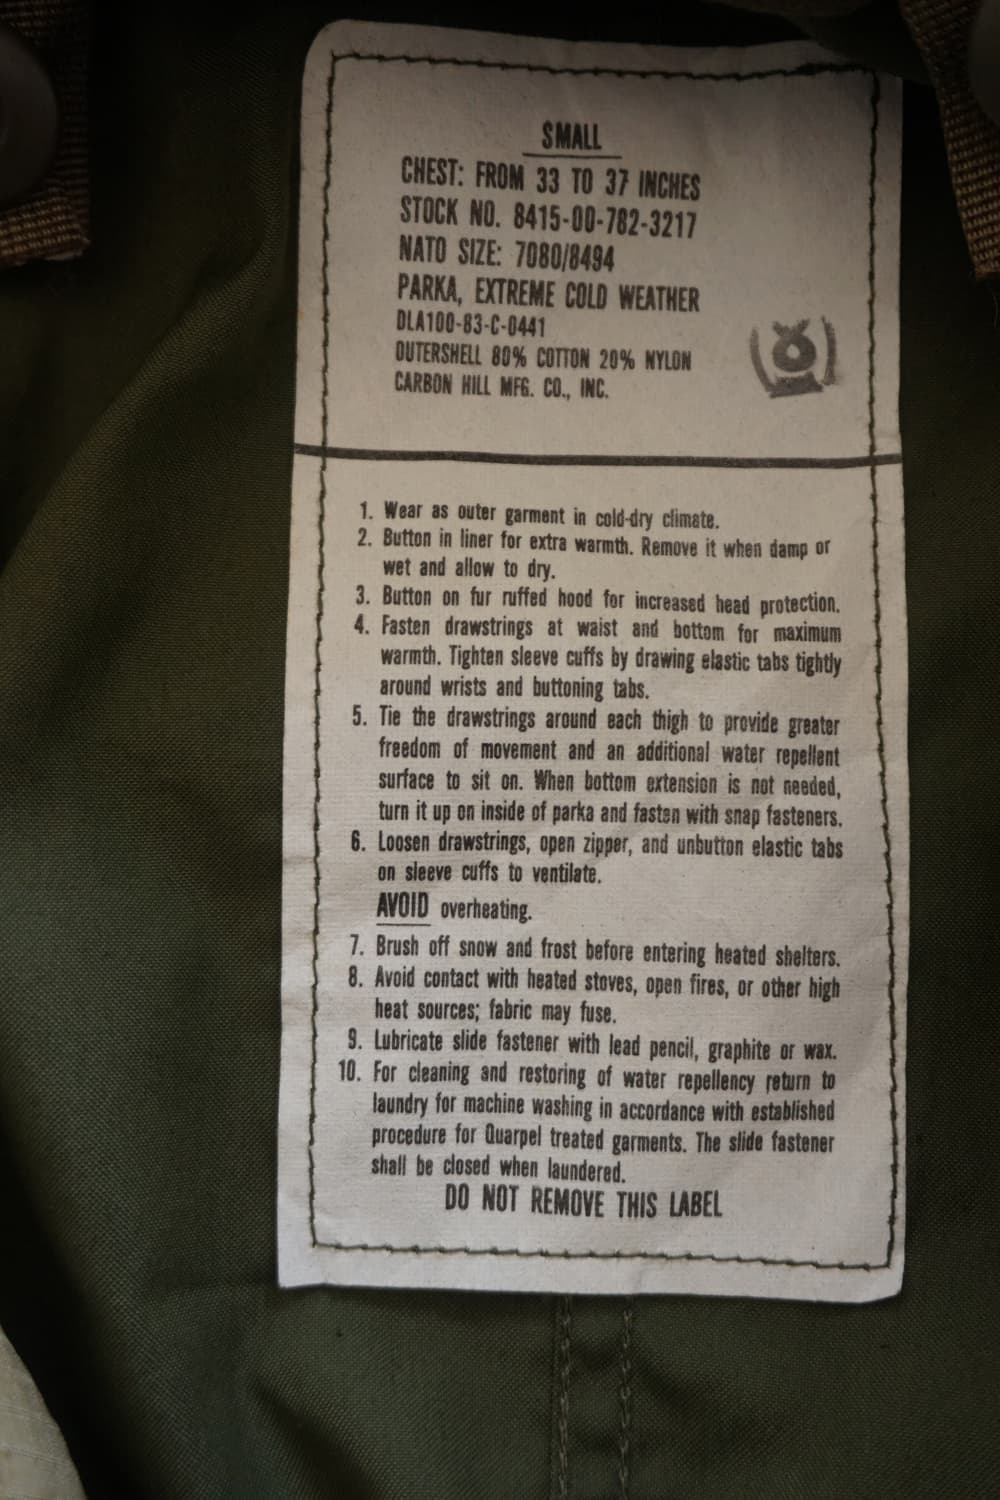 SMALL
CHEST: FROM 33 TO 37 INCHES
STOCK NO. 8415-00-782-3217
NATO SIZE: 7080/8494
PARKA, EXTREME COLD WEATHER
DLA100-83-C-0441
OUTERSHELL 80% COTTON 20% NYLON
CARBON HILL MFG. CO., INC.
1. Wear as outer garment in cold-dry climate.
2. Button in liner for extra warmth. Remove it when damp or
wet and allow to dry.
3. Button on fur ruffed hood for increased head protection.
4. Fasten drawstrings at waist and bottom for maximum
warmth. Tighten sleeve cuffs by drawing elastic tabs tightly
around wrists and buttoning tabs.
5. Tie the drawstrings around each thigh to provide greater
freedom of movement and an additional water repellent
surface to sit on. When bottom extension is not needed,
turn it up on inside of parka and fasten with snap fasteners.
6. Loosen drawstrings, open zipper, and unbutton elastic tabs
on sleeve cuffs to ventilate.
AVOID overheating.
7. Brush off snow and frost before entering heated shelters.
8. Avoid contact with heated stoves, open fires, or other high
heat sources; fabric may fuse.
9. Lubricate slide fastener with lead pencil, graphite or wax.
10. For cleaning and restoring of water repellency return to
laundry for machine washing in accordance with established
procedure for Quarpel treated garments. The slide fastener
shall be closed when laundered.
DO NOT REMOVE THIS LABEL